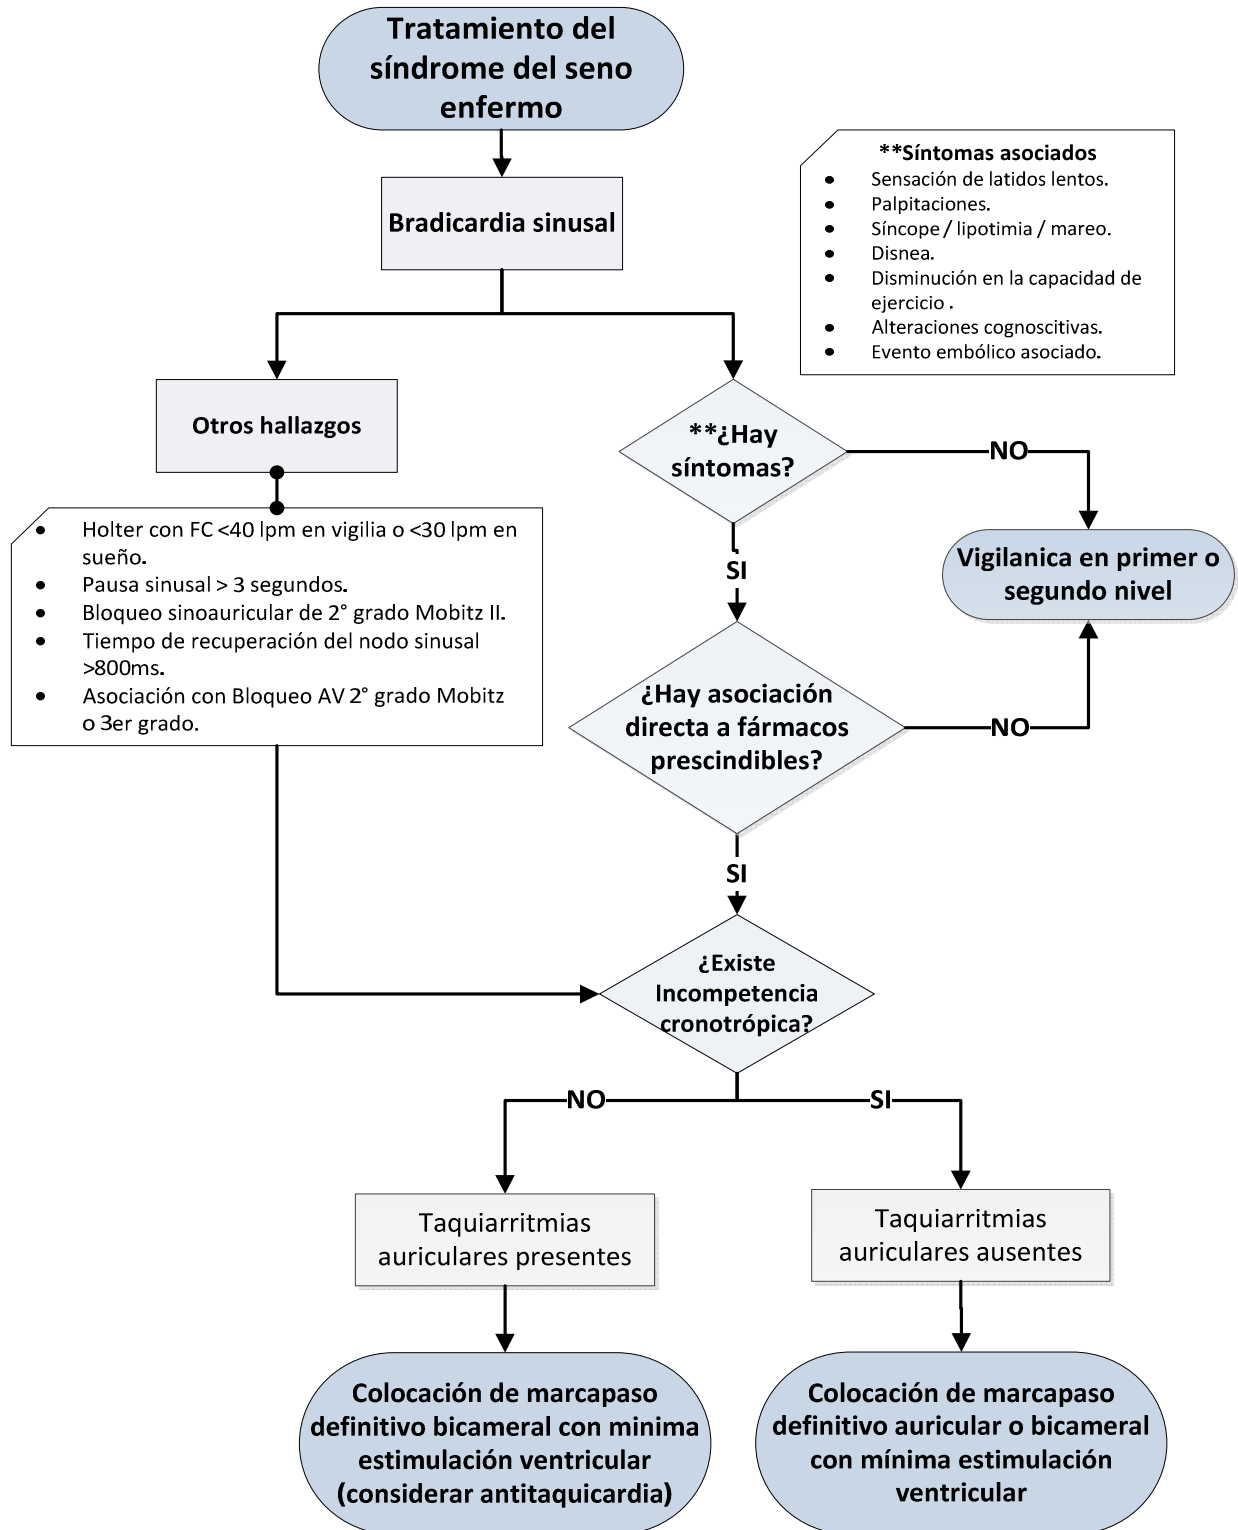 Tratamiento del
síndrome del seno
enfermo
**Síntomas asociados
● Sensación de latidos lentos.
● Palpitaciones.
● Síncope / lipotimia / mareo.
● Disnea.
● Disminución en la capacidad de
ejercicio .
● Alteraciones cognoscitivas.
● Evento embólico asociado.
Bradicardia sinusal
Otros hallazgos
**¿Hay
síntomas?
NO
● Holter con FC <40 lpm en vigilia o <30 lpm en
sueño.
● Pausa sinusal > 3 segundos.
● Bloqueo sinoauricular de 2° grado Mobitz II.
● Tiempo de recuperación del nodo sinusal
>800ms.
● Asociación con Bloqueo AV 2° grado Mobitz
o 3er grado.
Vigilanica en primer o
segundo nivel
SI
¿Hay asociación
directa a fármacos
prescindibles?
NO
SI
¿Existe
Incompetencia
cronotrópica?
NO
SI
Taquiarritmias
auriculares presentes
Taquiarritmias
auriculares ausentes
Colocación de marcapaso
definitivo bicameral con minima
estimulación ventricular
(considerar antitaquicardia)
Colocación de marcapaso
definitivo auricular o bicameral
con mínima estimulación
ventricular